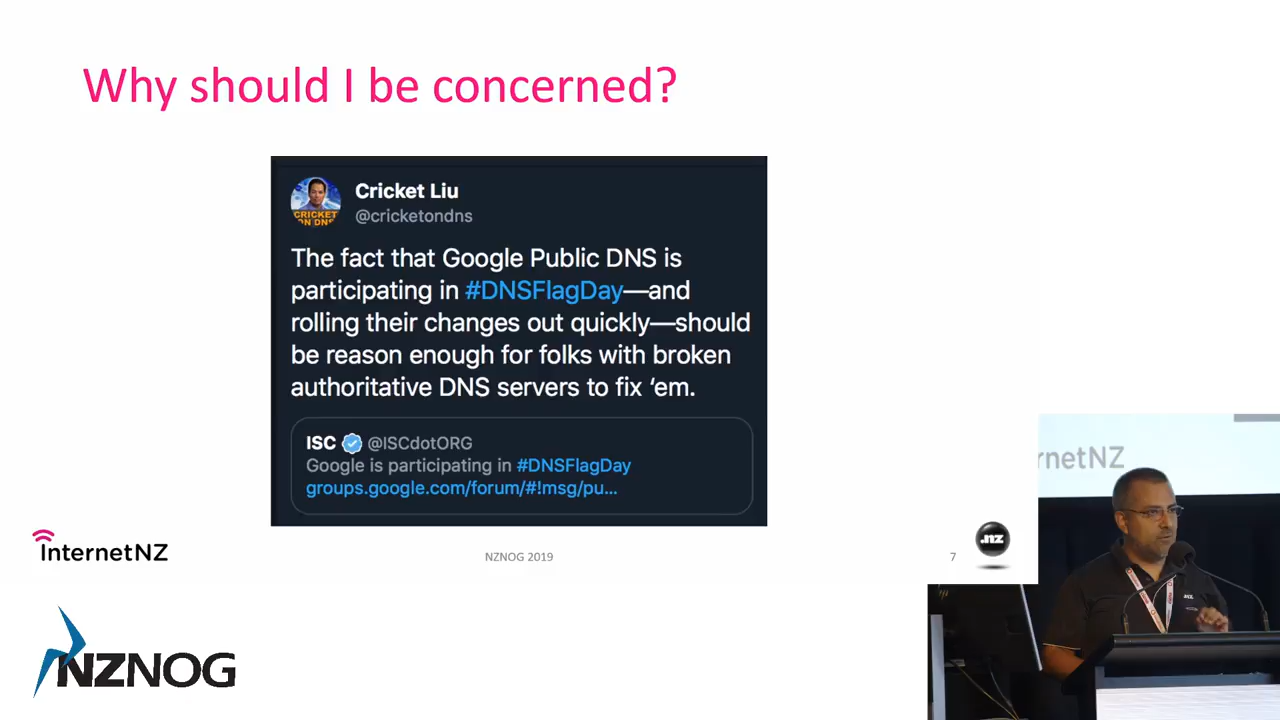 Why should I be concerned?
Cricket Liu
@cricketondns
CRICKET
ON DNS
The fact that Google Public DNS is
participating in #DNSFlagDay—and
rolling their changes out quickly—should
be reason enough for folks with broken
authoritative DNS servers to fix ‘em.
ISC @ISCdotORG
Google is participating in #DNSFlagDay
groups.google.com/forum/#!msg/pu...
InternetNZ
NZNOG 2019
7
.nz
rnetNZ
NZNOG